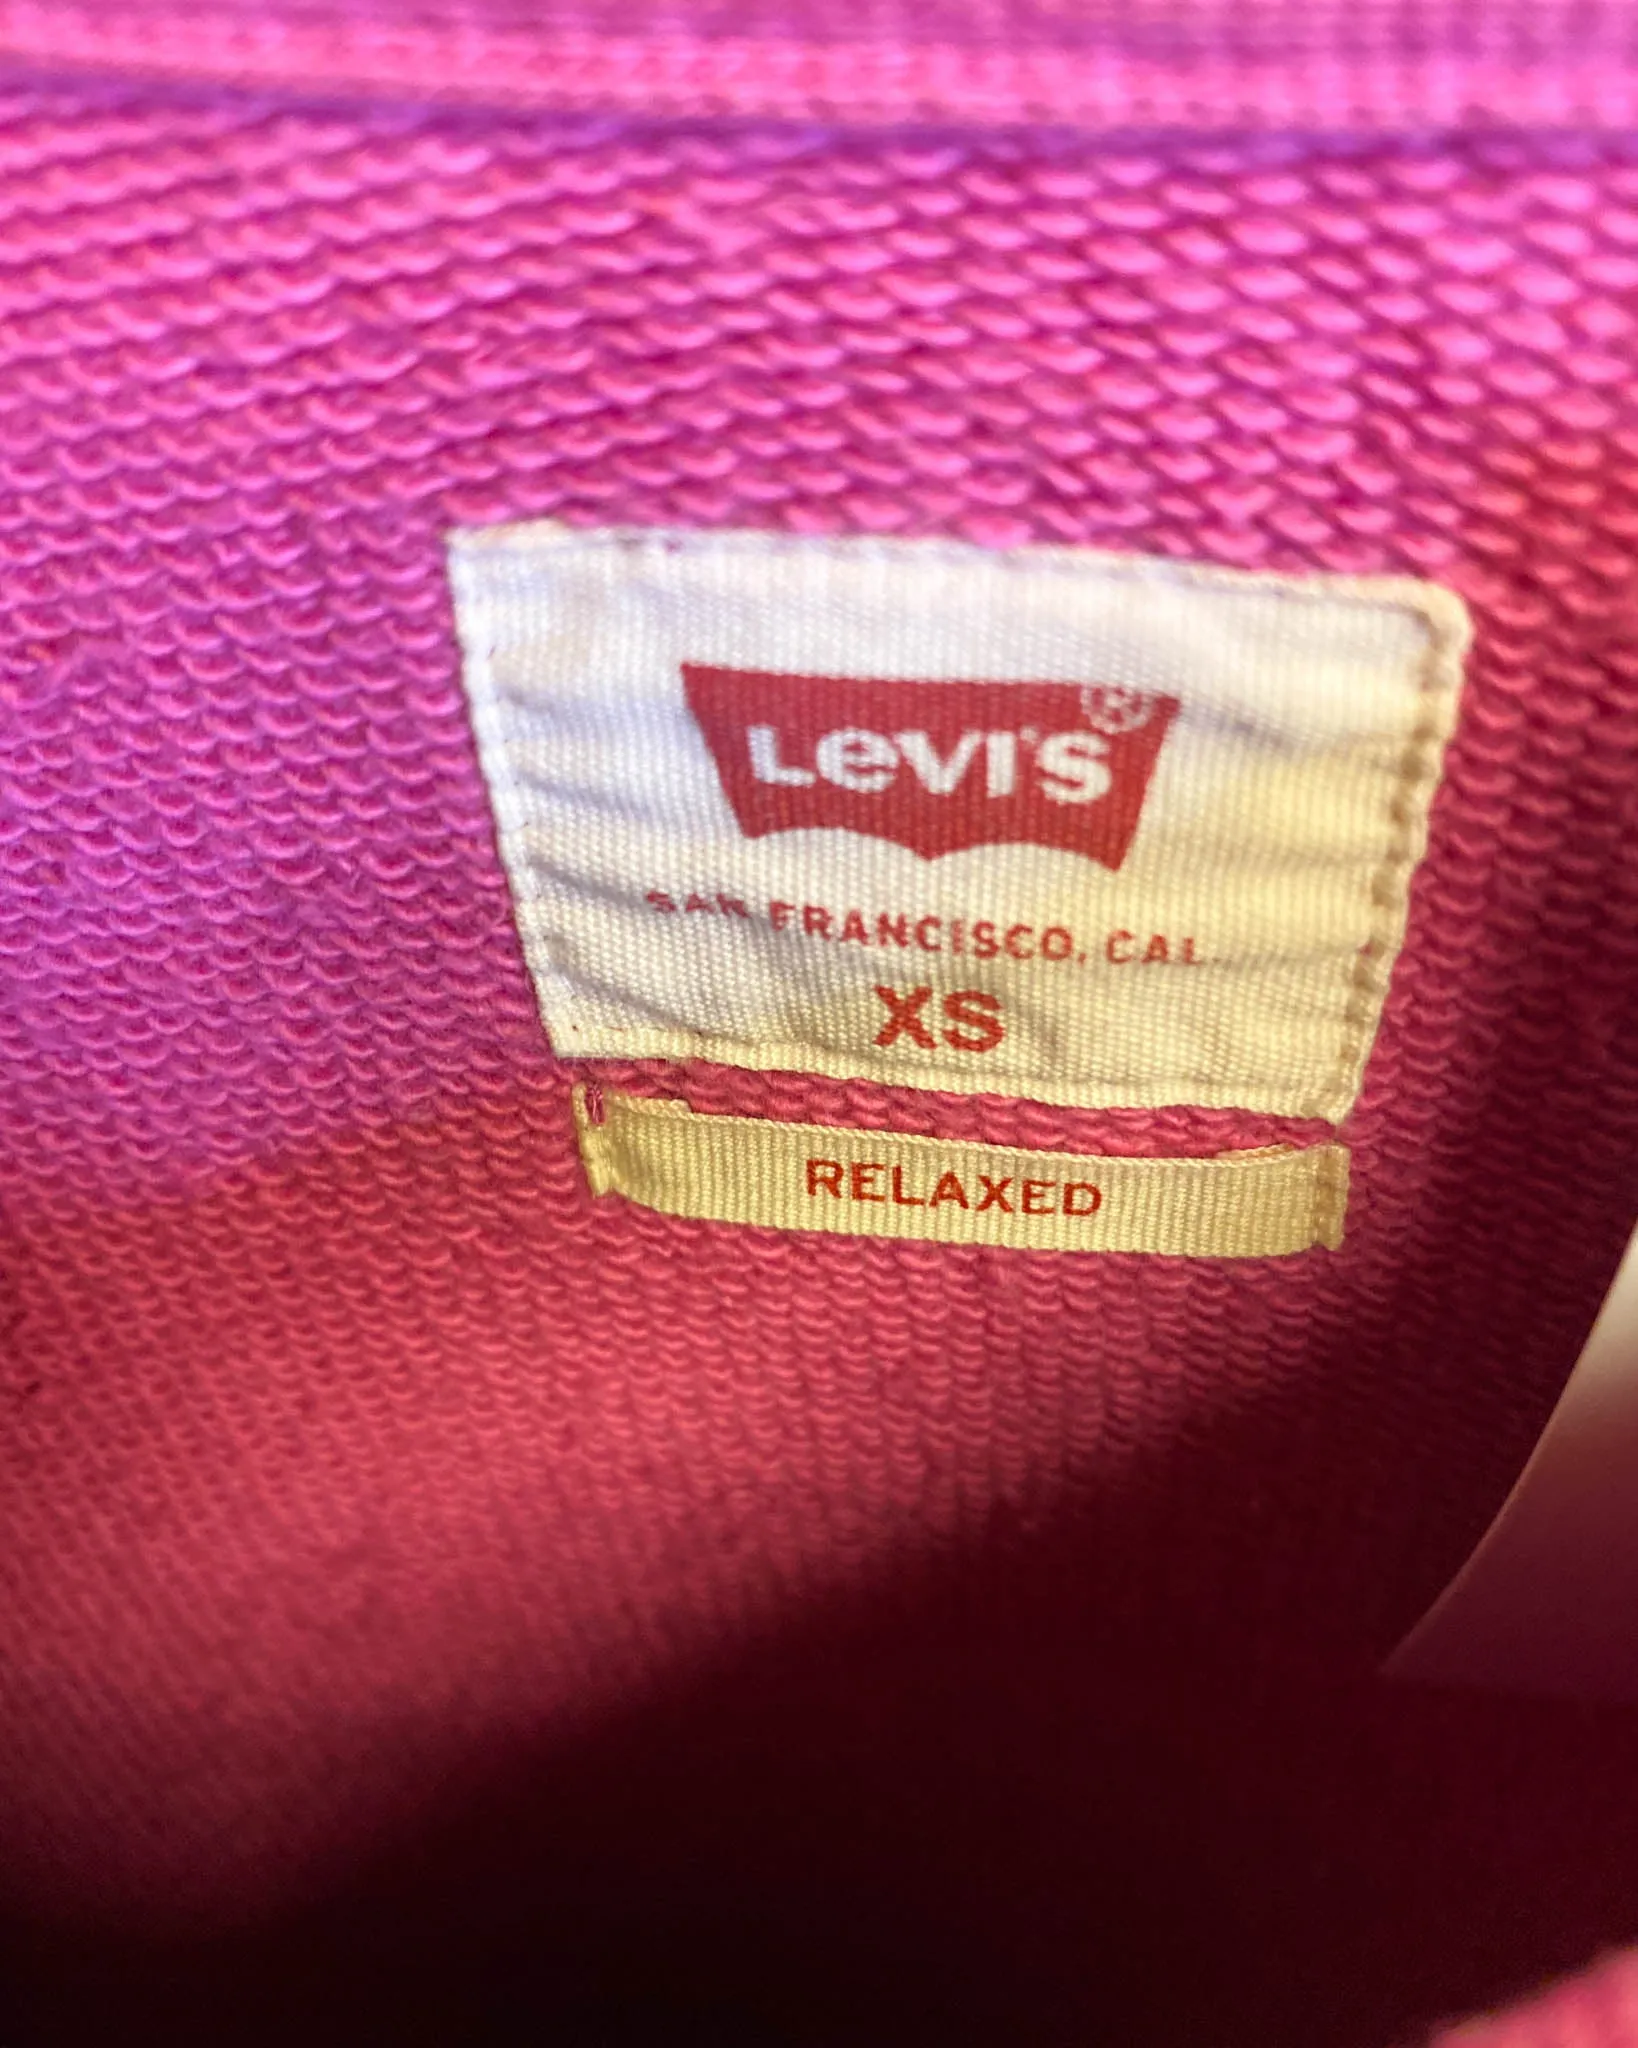 Levi's®
SAN FRANCISCO, CAL.
XS
RELAXED